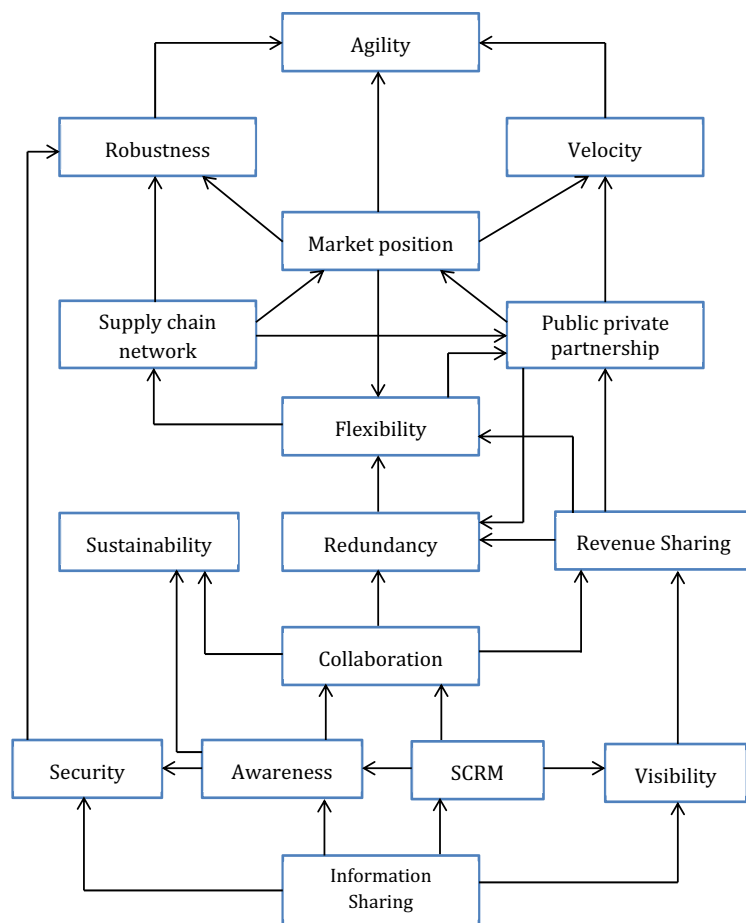 Agility
Robustness
Velocity
Market position
Supply chain
network
Public private
partnership
Flexibility
Sustainability
Redundancy
Revenue Sharing
Collaboration
Security
Awareness
SCRM
Visibility
Information
Sharing